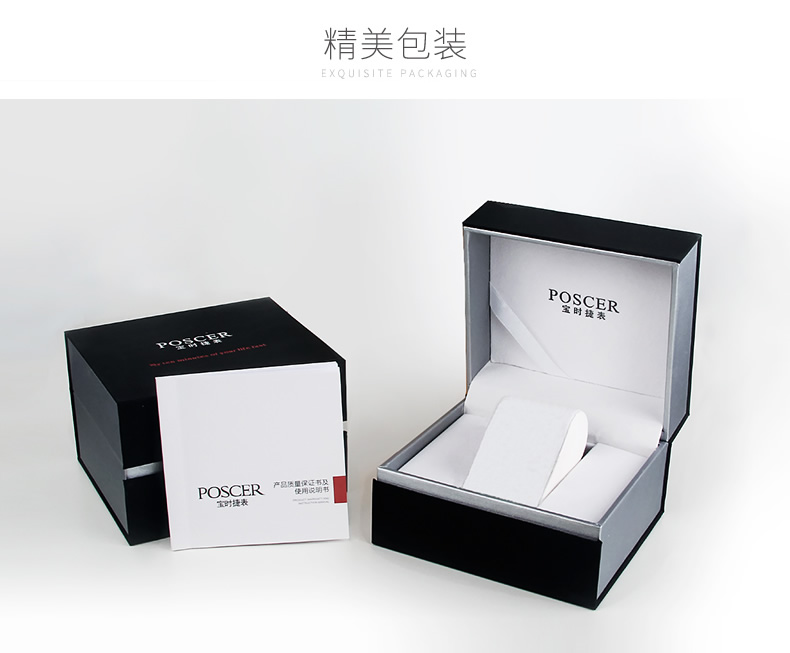 精美包装
EXQUISITE PACKAGING
POSCER
宝时捷表
POSCER
宝时捷表
POSCER
宝时捷表
产品质量保证书及
使用说明书